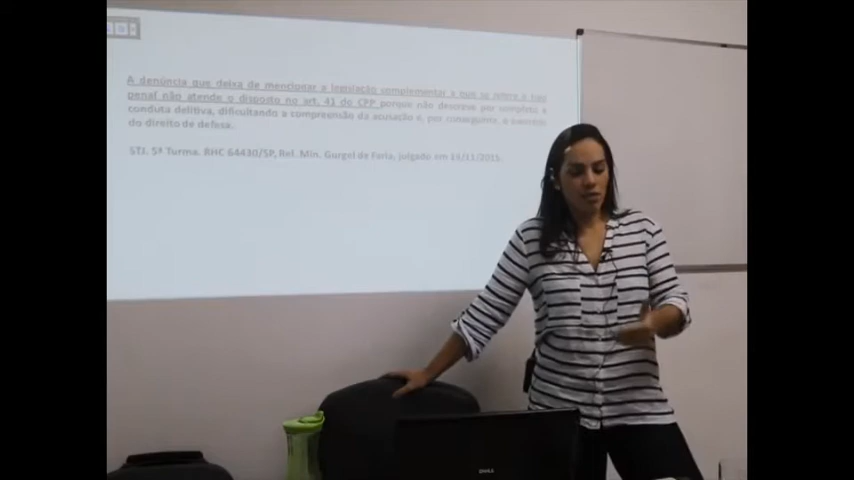 A denúncia que deixa de mencionar a legislação complementar a que se refere o tipo
penal não atende o disposto no art. 41 do CPP porque não descreve por completo a
conduta delitiva, dificultando a compreensão da acusação e, por conseguinte, o exercício
do direito de defesa.
STJ. 5ª Turma. RHC 64430/SP, Rel. Min. Gurgel de Faria, julgado em 19/11/2015.